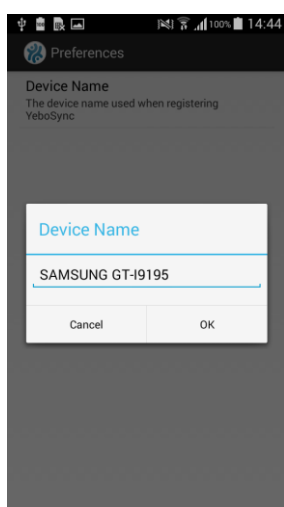 100% 14:44
Preferences
Device Name
The device name used when registering
YeboSync
Device Name
SAMSUNG GT-I9195
Cancel OK